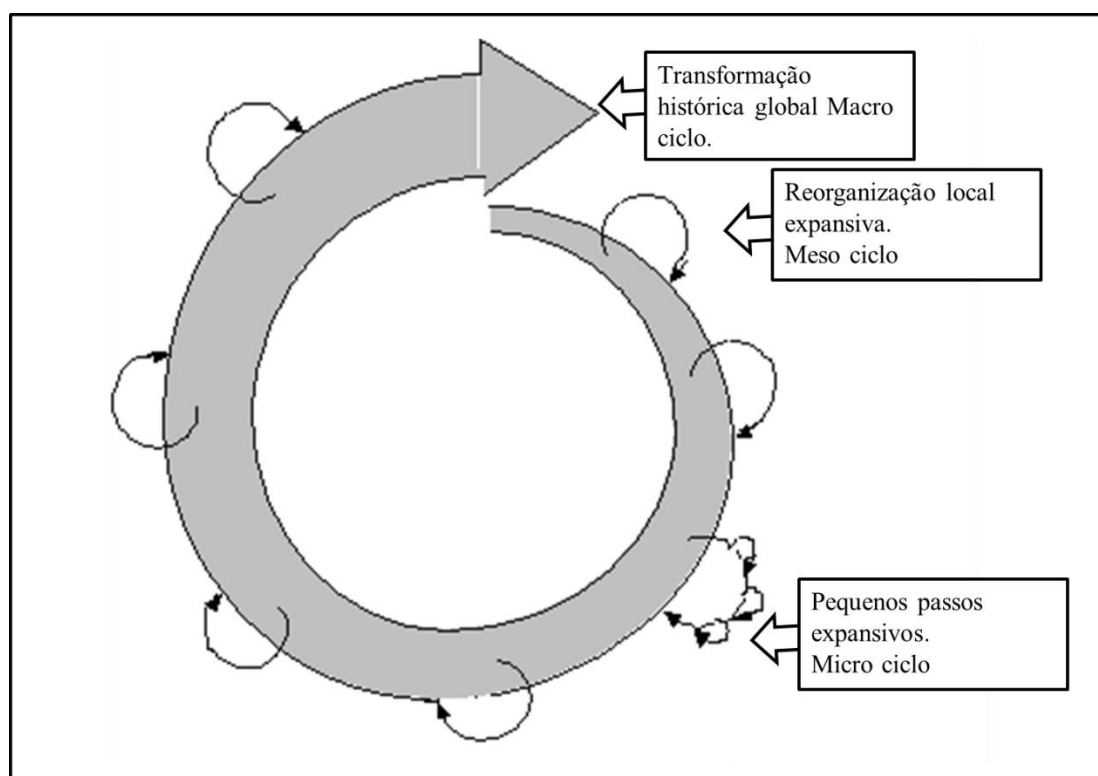 Transformação
histórica global Macro
ciclo.
Reorganização local
expansiva.
Meso ciclo
Pequenos passos
expansivos.
Micro ciclo